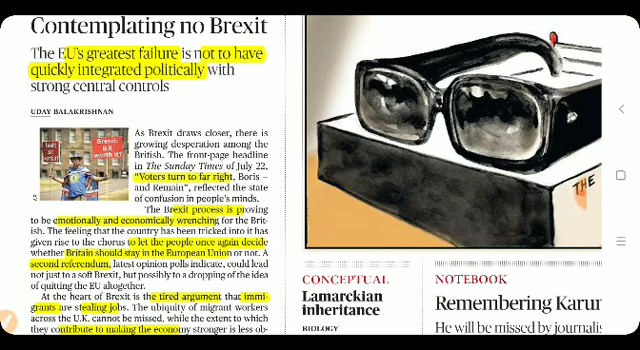 Contemplating no Brexit
The EU's greatest failure is not to have
quickly integrated politically with
strong central controls
UDAY BALAKRISHNAN
Brexit:
is it
worth it?
AP
As Brexit draws closer, there is
growing desperation among the
British. The front-page headline
in The Sunday Times of July 22,
"Voters turn to far right, Boris –
and Remain", reflected the state
of confusion in people's minds.
The Brexit process is proving
to be emotionally and economically wrenching for the Brit-
ish. The feeling that the country has been tricked into it has
given rise to the chorus to let the people once again decide
whether Britain should stay in the European Union or not. A
second referendum, latest opinion polls indicate, could lead
not just to a soft Brexit, but possibly to a dropping of the idea
of quitting the EU altogether.
At the heart of Brexit is the tired argument that immi-
grants are stealing jobs. The ubiquity of migrant workers
across the U.K. cannot be missed, while the extent to which
they contribute to making the economy stronger is less ob-
THE
CONCEPTUAL
Lamarckian
inheritance
BIOLOGY
NOTEBOOK
Remembering Karun
He will be missed by journalis